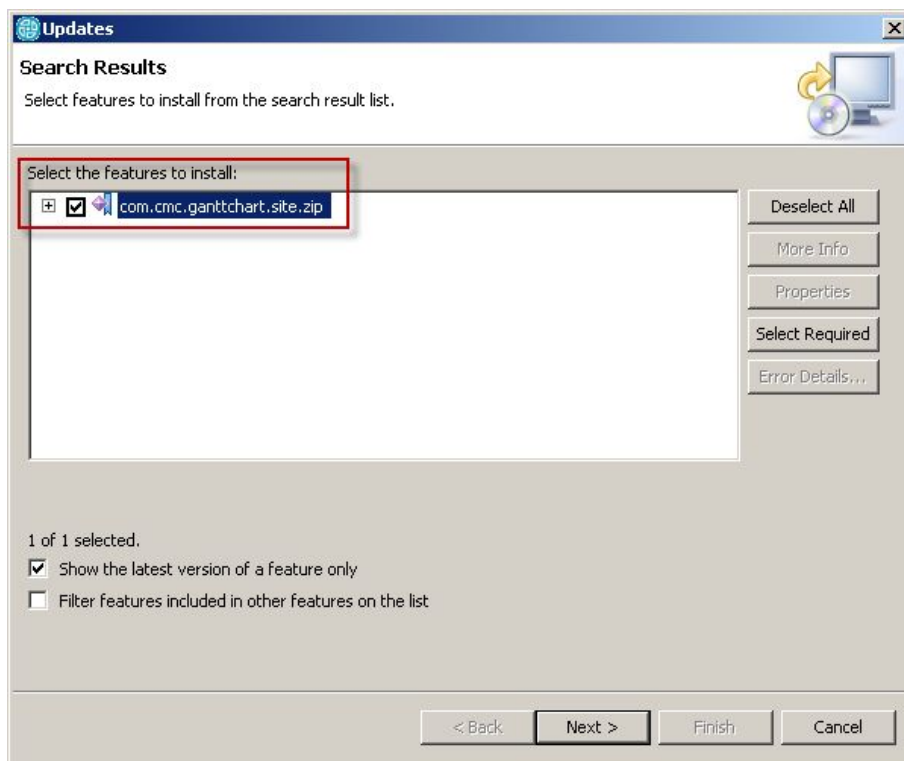 Updates
Search Results
Select features to install from the search result list.
Select the features to install:
com.cmc.ganttchart.site.zip
Deselect All
More Info
Properties
Select Required
Error Details...
1 of 1 selected.
Show the latest version of a feature only
Filter features included in other features on the list
< Back Next > Finish Cancel